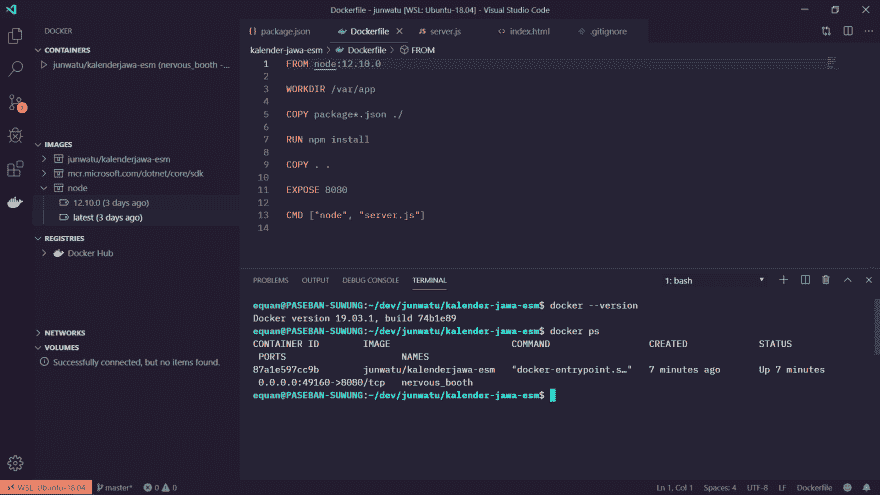 Dockerfile - junwatu [WSL: Ubuntu-18.04] - Visual Studio Code
DOCKER
CONTAINERS
junwatu/kalenderjawa-esm (nervous_booth -...
IMAGES
junwatu/kalenderjawa-esm
mcr.microsoft.com/dotnet/core/sdk
node
12.10.0 (3 days ago)
latest (3 days ago)
REGISTRIES
Docker Hub
NETWORKS
VOLUMES
Successfully connected, but no items found.
package.json Dockerfile server.js index.html .gitignore
kalender-jawa-esm > Dockerfile > FROM
1 FROM node:12.10.0
2
3 WORKDIR /var/app
4
5 COPY package*.json ./
6
7 RUN npm install
8
9 COPY . .
10
11 EXPOSE 8080
12
13 CMD ["node", "server.js"]
14
PROBLEMS OUTPUT DEBUG CONSOLE TERMINAL 1: bash
equan@PASEBAN-SUWUNG:~/dev/junwatu/kalender-jawa-esm$ docker --version
Docker version 19.03.1, build 74b1e89
equan@PASEBAN-SUWUNG:~/dev/junwatu/kalender-jawa-esm$ docker ps
CONTAINER ID IMAGE COMMAND CREATED STATUS
PORTS NAMES
87a1e597cc9b junwatu/kalenderjawa-esm "docker-entrypoint.s…" 7 minutes ago Up 7 minutes
0.0.0.0:49160->8080/tcp nervous_booth
equan@PASEBAN-SUWUNG:~/dev/junwatu/kalender-jawa-esm$
WSL: Ubuntu-18.04 master* 0 0 Ln 1, Col 1 Spaces: 4 UTF-8 LF Dockerfile